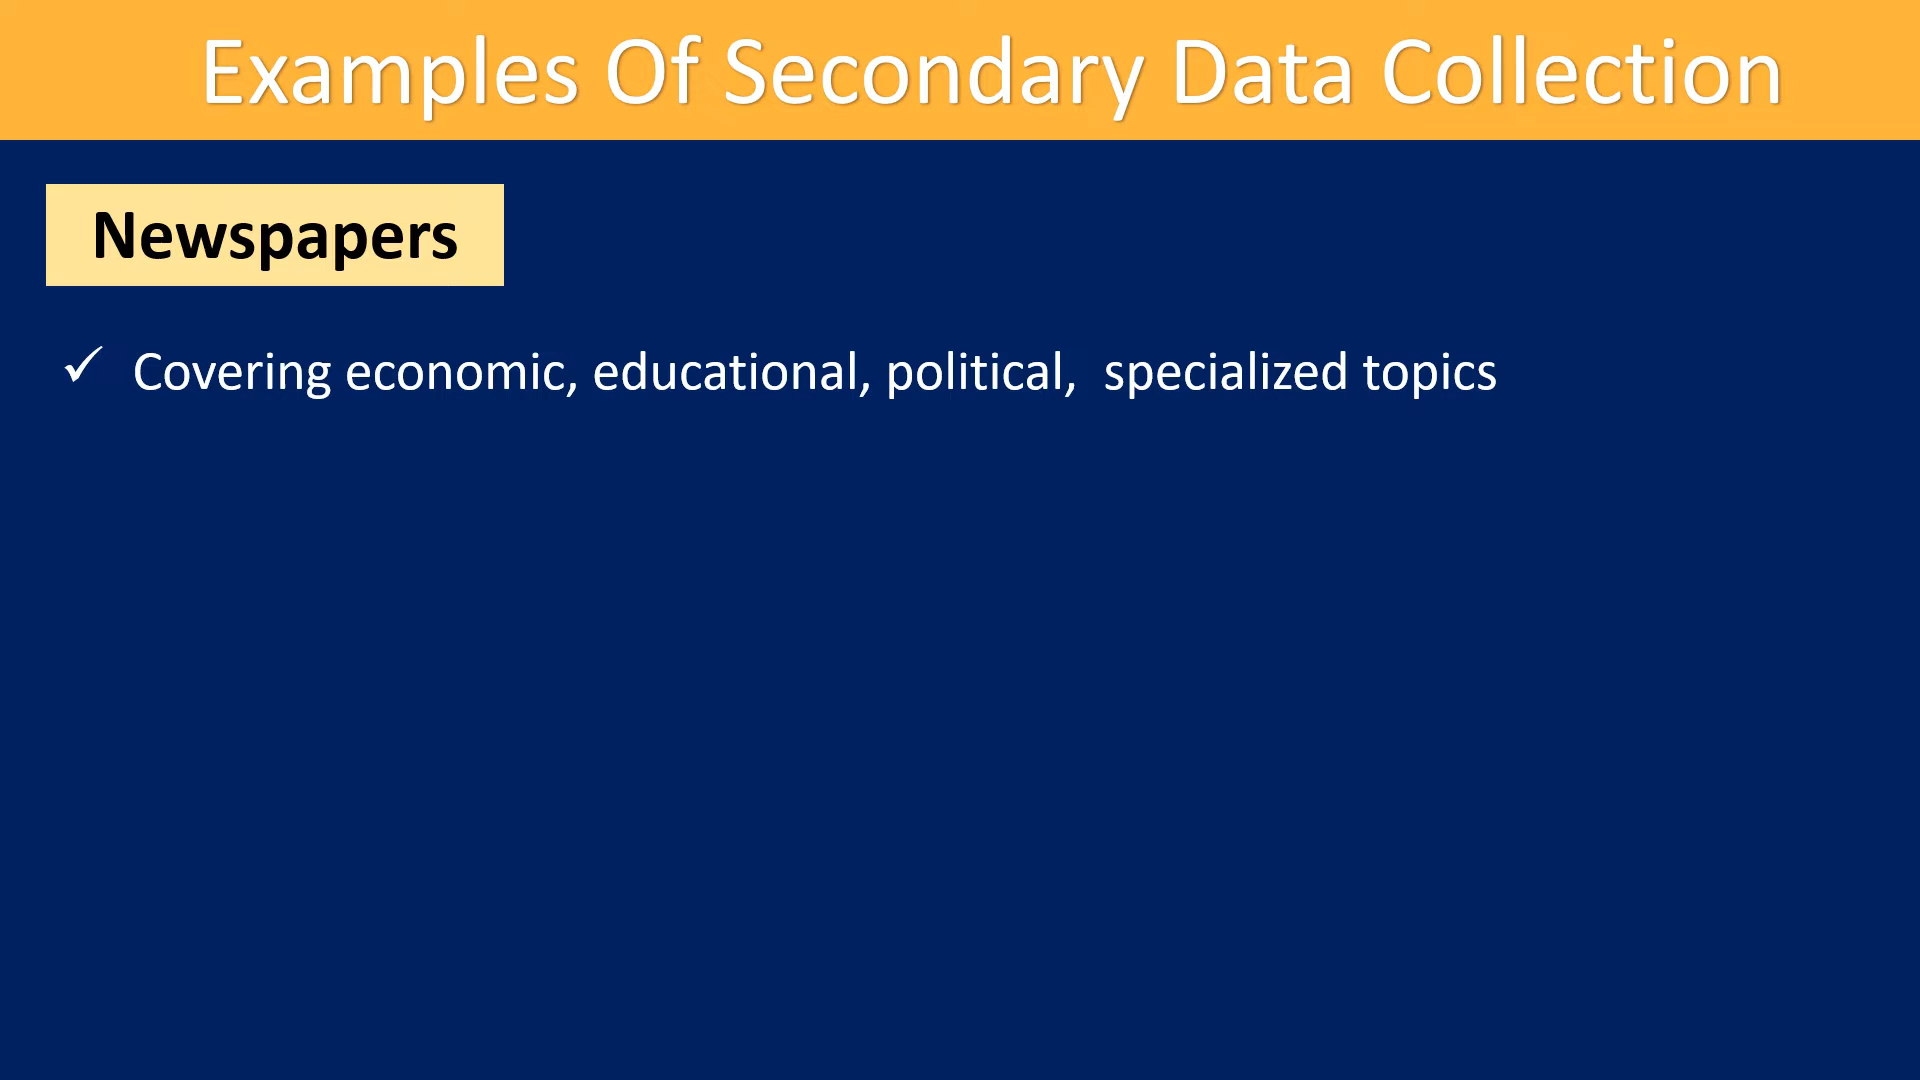 Examples Of Secondary Data Collection
Newspapers
✓ Covering economic, educational, political,  specialized topics